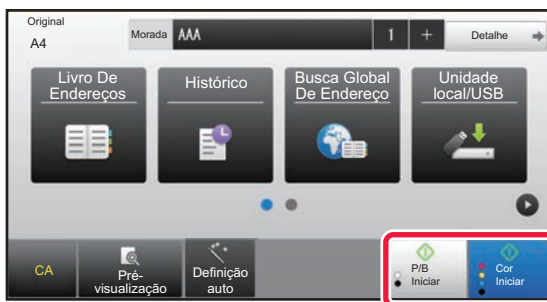 Original
A4
Morada AAA 1 + Detalhe
Livro De
Endereços
Histórico
Busca Global
De Endereço
Unidade
local/USB
CA
Pré-
visualização
Definição
auto
P/B
Iniciar
Cor
Iniciar